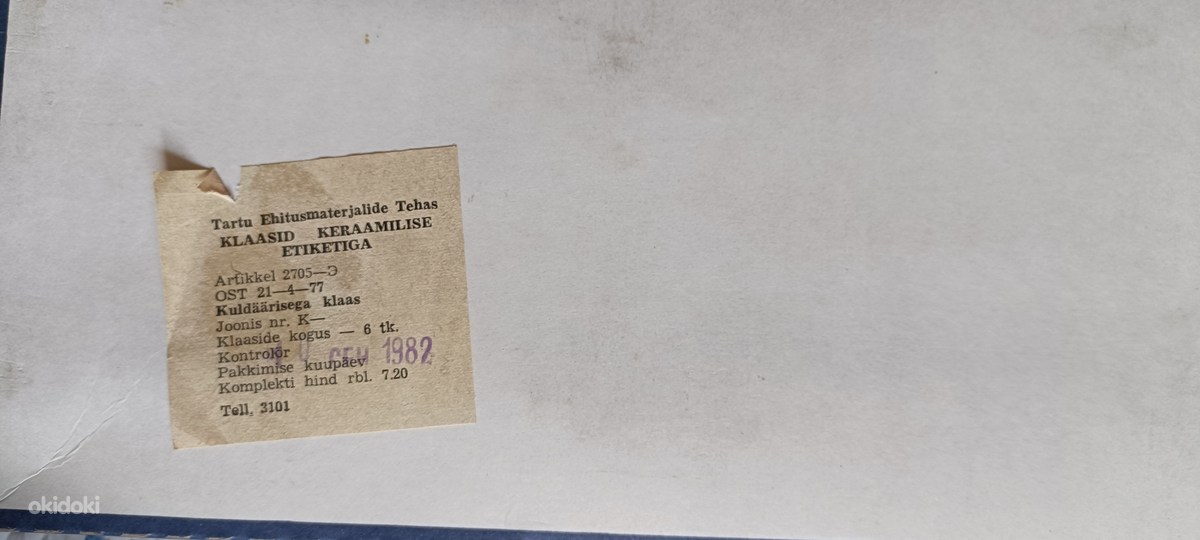 Tartu Ehitusmaterjalide Tehas
KLAASID KERAAMILISE
ETIKETIGA
Artikkel 2705—Э
OST 21—4—77
Kuldäärisega klaas
Joonis nr. K—
Klaaside kogus — 6 tk.
Kontrolör
СЕН 1982
Pakkimise kuupäev
Komplekti hind rbl. 7.20
Tell. 3101
okidoki